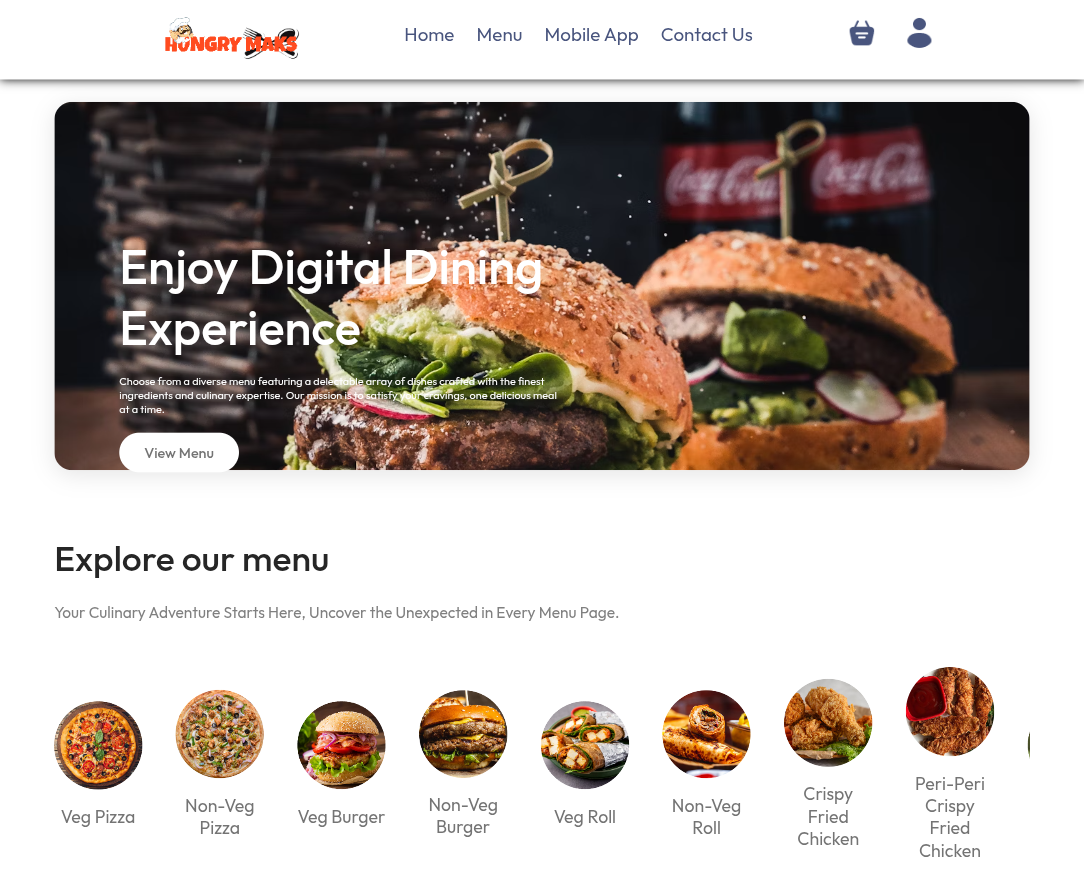 HUNGRY MAKS
Home Menu Mobile App Contact Us
Coca-Cola Coca-Cola
Enjoy Digital Dining
Experience
Choose from a diverse menu featuring a delectable array of dishes crafted with the finest
ingredients and culinary expertise. Our mission is to satisfy your cravings, one delicious meal
at a time.
View Menu
Explore our menu
Your Culinary Adventure Starts Here, Uncover the Unexpected in Every Menu Page.
Veg Pizza
Non-Veg
Pizza
Veg Burger
Non-Veg
Burger
Veg Roll
Non-Veg
Roll
Crispy
Fried
Chicken
Peri-Peri
Crispy
Fried
Chicken